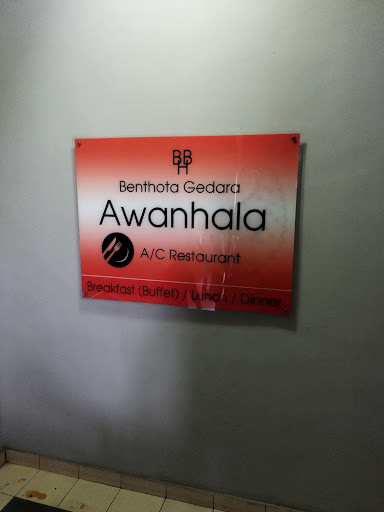 BBH
Benthota Gedara
Awanhala
A/C Restaurant
Breakfast (Buffet) / Lunch / Dinner